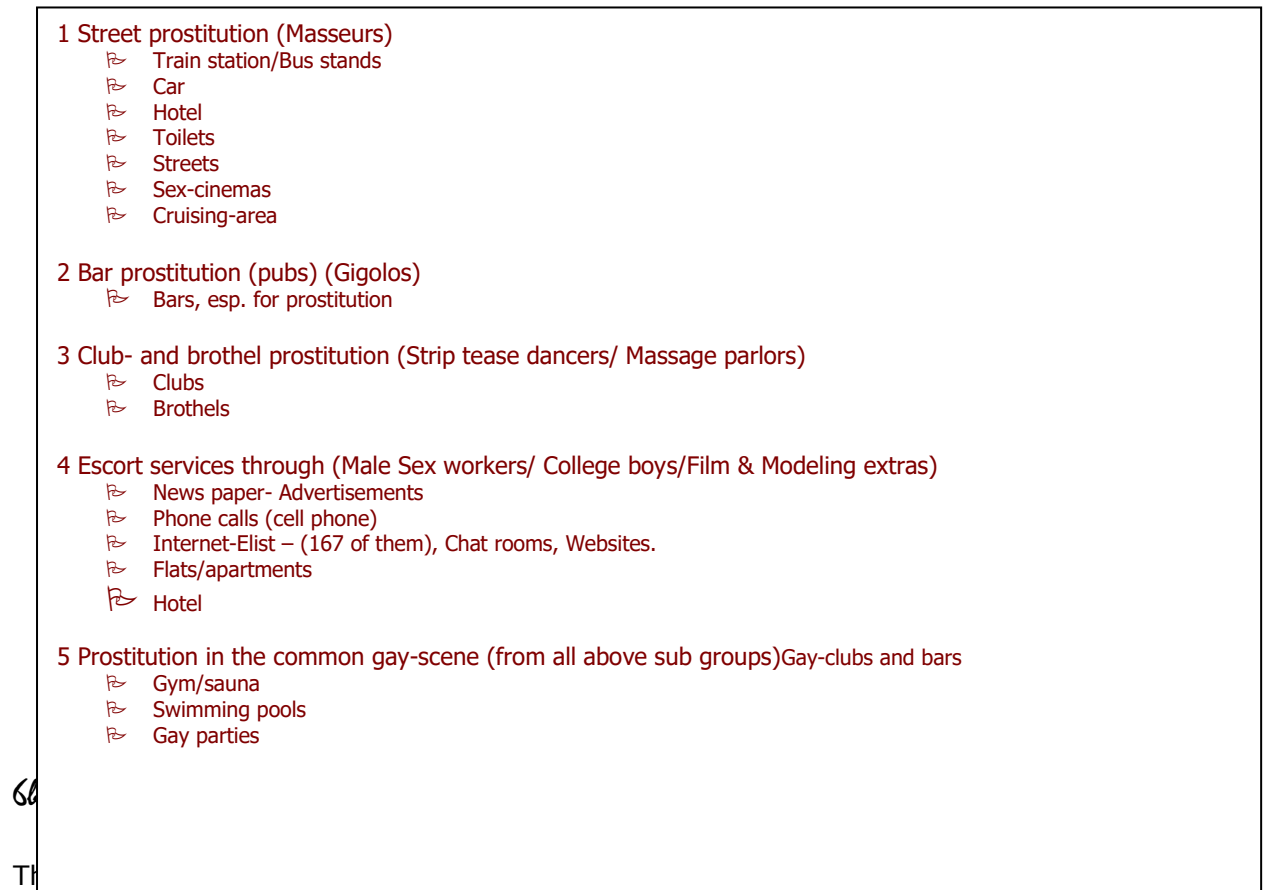 1 Street prostitution (Masseurs)
Train station/Bus stands
Car
Hotel
Toilets
Streets
Sex-cinemas
Cruising-area
2 Bar prostitution (pubs) (Gigolos)
Bars, esp. for prostitution
3 Club- and brothel prostitution (Strip tease dancers/ Massage parlors)
Clubs
Brothels
4 Escort services through (Male Sex workers/ College boys/Film & Modeling extras)
News paper- Advertisements
Phone calls (cell phone)
Internet-Elist – (167 of them), Chat rooms, Websites.
Flats/apartments
Hotel
5 Prostitution in the common gay-scene (from all above sub groups)Gay-clubs and bars
Gym/sauna
Swimming pools
Gay parties